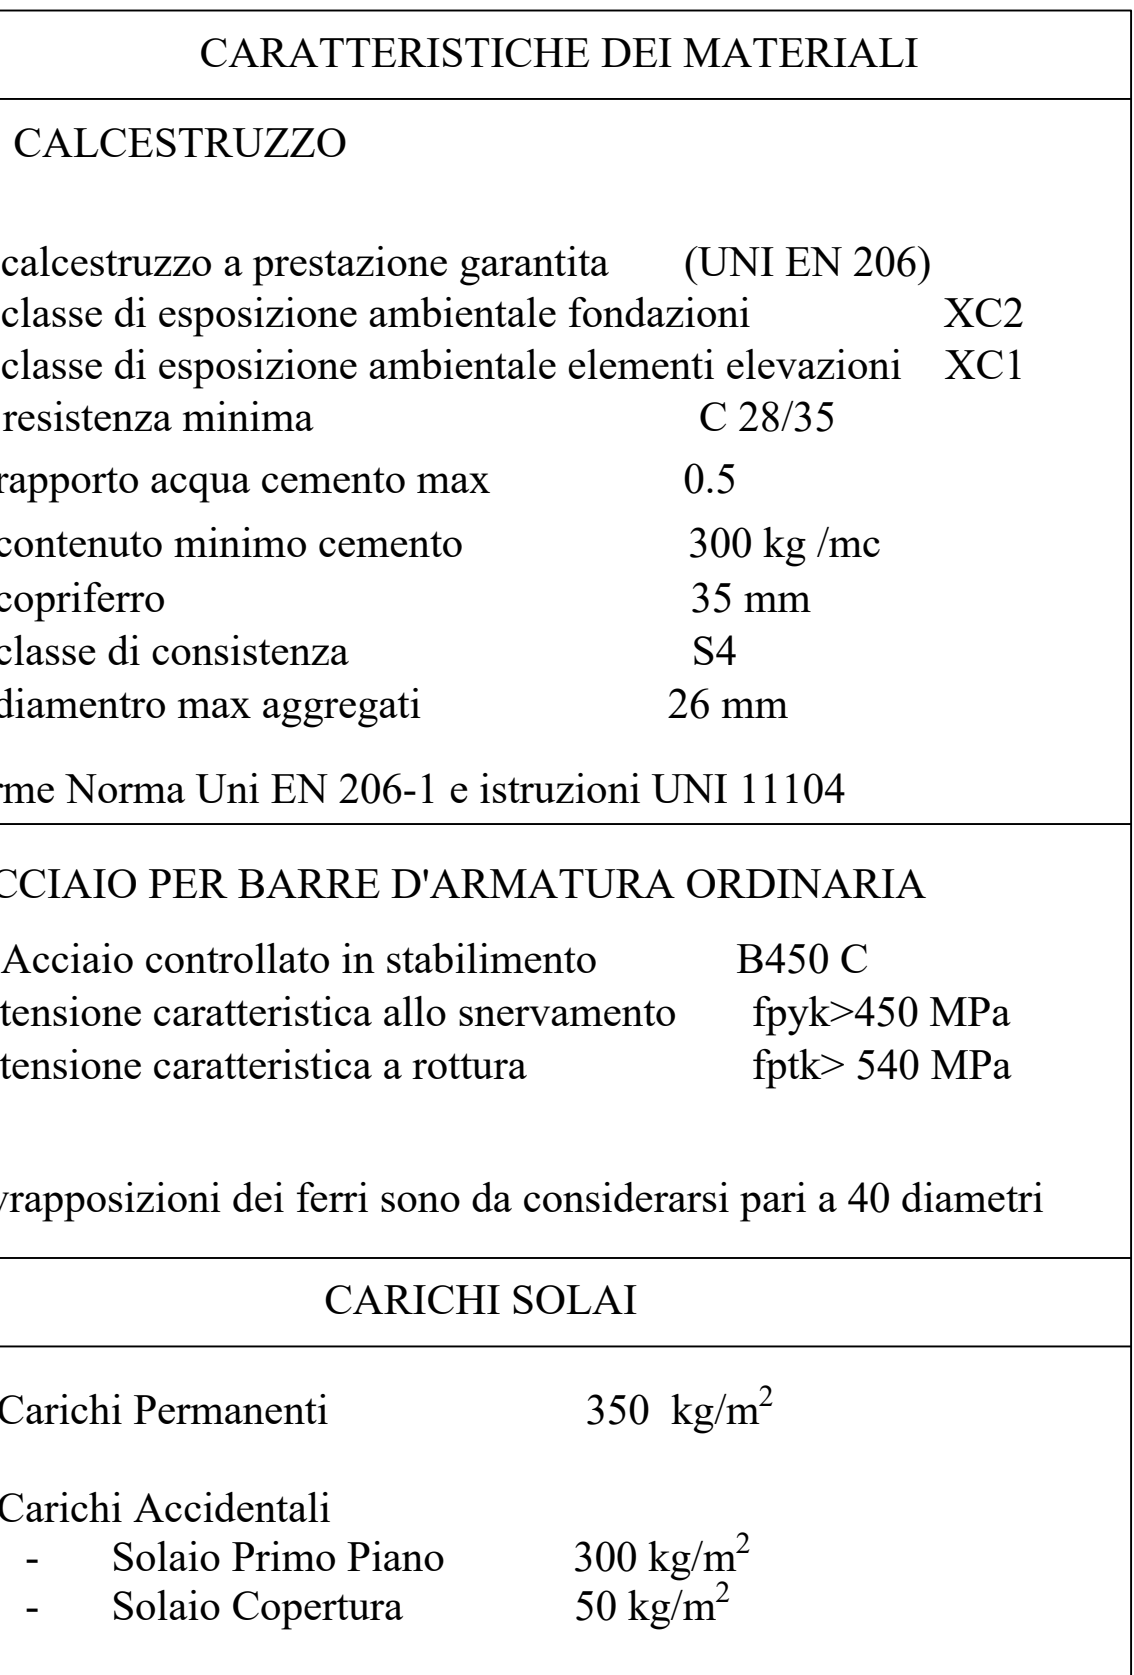 CARATTERISTICHE DEI MATERIALI
CALCESTRUZZO
calcestruzzo a prestazione garantita (UNI EN 206)
classe di esposizione ambientale fondazioni XC2
classe di esposizione ambientale elementi elevazioni XC1
resistenza minima C 28/35
rapporto acqua cemento max 0.5
contenuto minimo cemento 300 kg /mc
copriferro 35 mm
classe di consistenza S4
diamentro max aggregati 26 mm
rme Norma Uni EN 206-1 e istruzioni UNI 11104
CCIAIO PER BARRE D'ARMATURA ORDINARIA
Acciaio controllato in stabilimento B450 C
tensione caratteristica allo snervamento fpyk>450 MPa
tensione caratteristica a rottura fptk> 540 MPa
vrapposizioni dei ferri sono da considerarsi pari a 40 diametri
CARICHI SOLAI
Carichi Permanenti 350 kg/m²
Carichi Accidentali
- Solaio Primo Piano 300 kg/m²
- Solaio Copertura 50 kg/m²